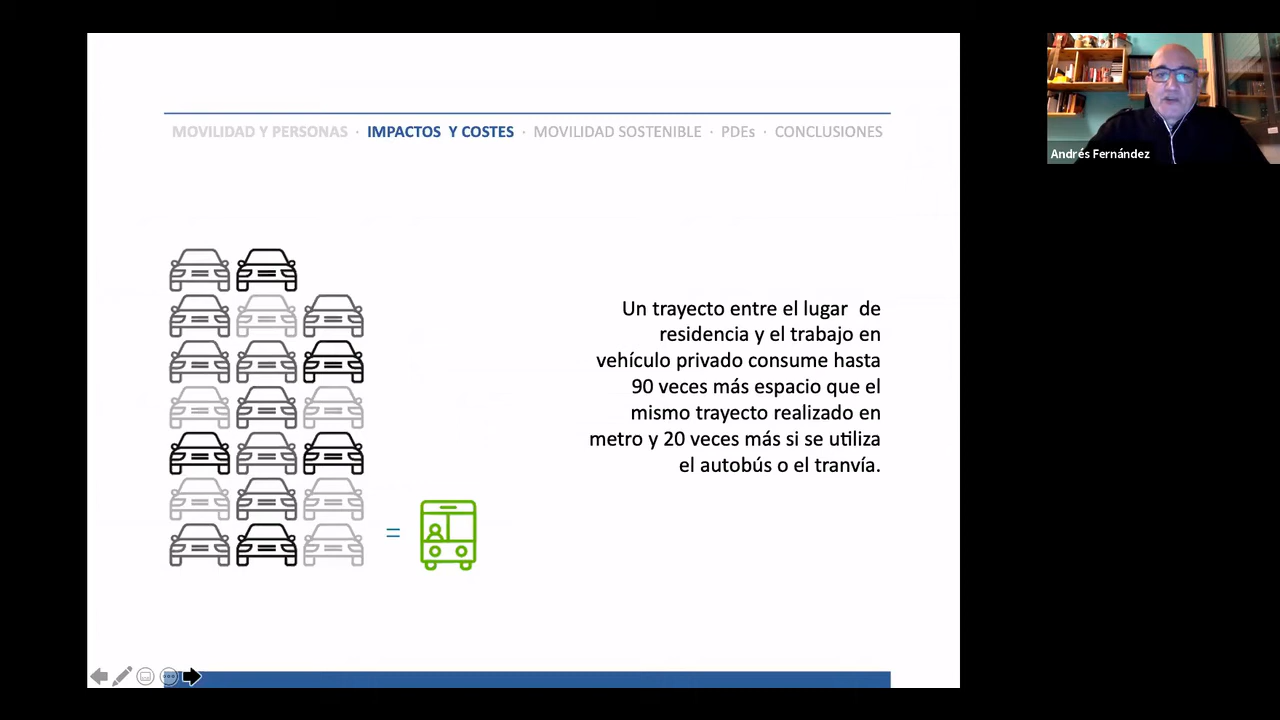 MOVILIDAD Y PERSONAS · IMPACTOS Y COSTES · MOVILIDAD SOSTENIBLE · PDEs · CONCLUSIONES
Un trayecto entre el lugar de
residencia y el trabajo en
vehículo privado consume hasta
90 veces más espacio que el
mismo trayecto realizado en
metro y 20 veces más si se utiliza
el autobús o el tranvía.
=
Andrés Fernández